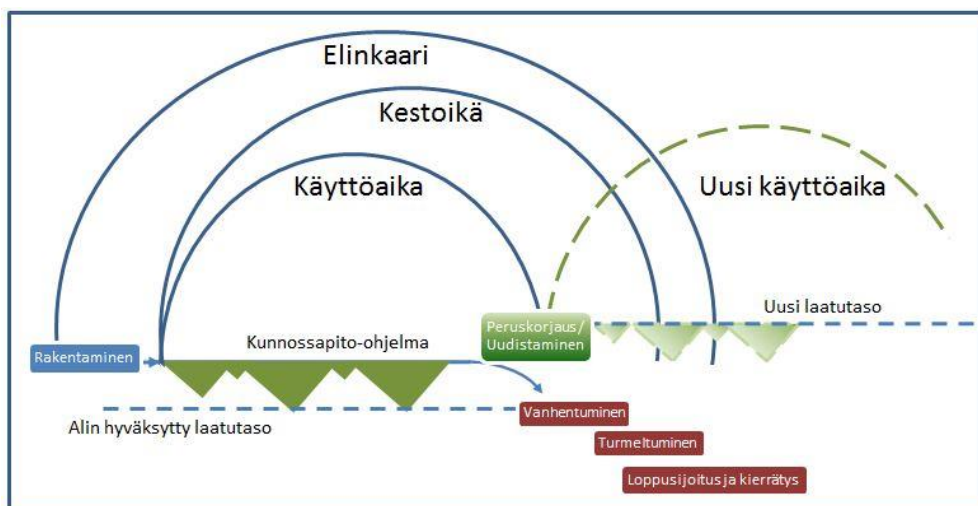 Elinkaari
Kestoikä
Käyttöaika
Uusi käyttöaika
Uusi laatutaso
Peruskorjaus/
Uudistaminen
Rakentaminen
Kunnossapito-ohjelma
Alin hyväksytty laatutaso
Vanhentuminen
Turmeltuminen
Loppusijoitus ja kierrätys